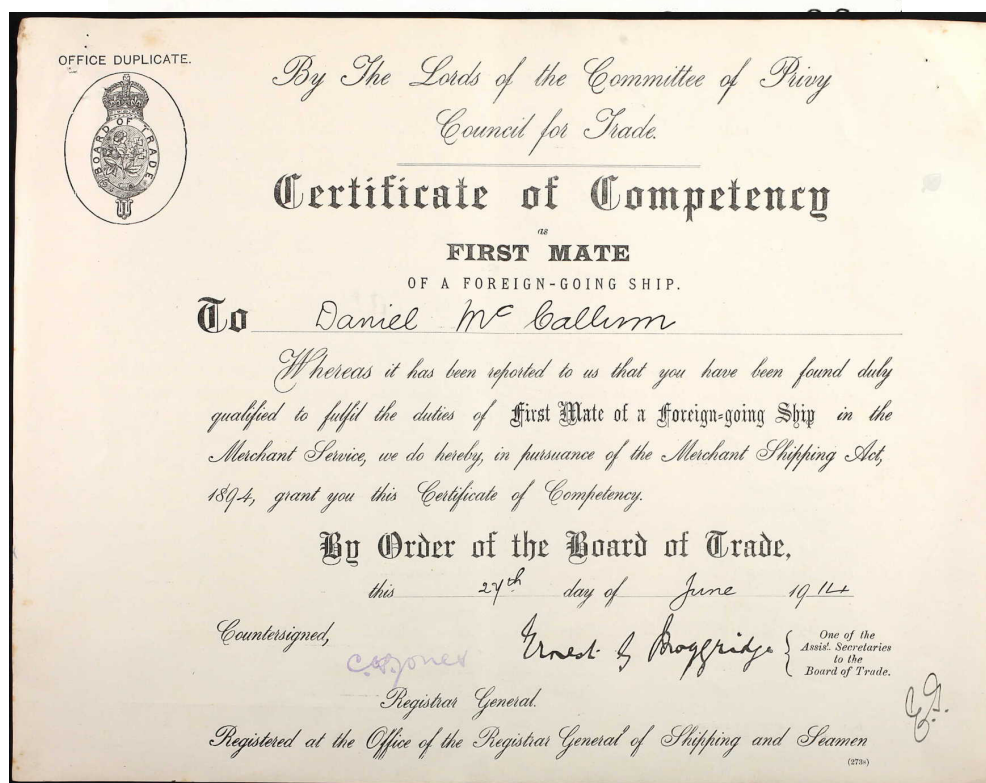 OFFICE DUPLICATE.
BOARD OF TRADE
By The Lords of the Committee of Privy
Council for Trade.
Certificate of Competency
as
FIRST MATE
OF A FOREIGN-GOING SHIP.
To Daniel Mc Callum
Whereas it has been reported to us that you have been found duly
qualified to fulfil the duties of First Mate of a Foreign-going Ship in the
Merchant Service, we do hereby, in pursuance of the Merchant Shipping Act,
1894, grant you this Certificate of Competency.
By Order of the Board of Trade,
this day of June 1914
Countersigned,
Ernest G Moggridge
One of the
Assist. Secretaries
to the
Board of Trade.
C. H. Jones
Registrar General.
Registered at the Office of the Registrar General of Shipping and Seamen
(273a)